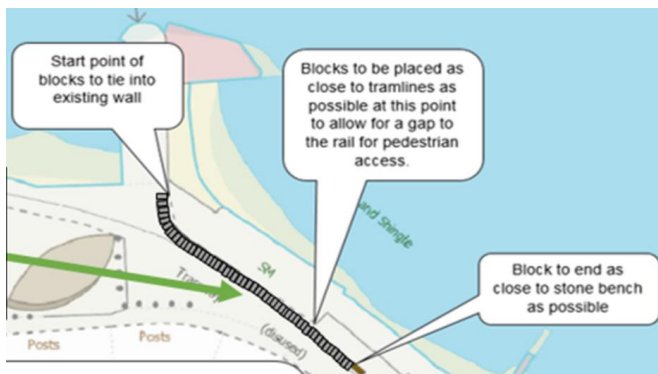 Start point of
blocks to tie into
existing wall
Blocks to be placed as
close to tramlines as
possible at this point
to allow for a gap to
the rail for pedestrian
access.
and Shingle
SM
Block to end as
close to stone bench
as possible
(disused)
Posts
Posts